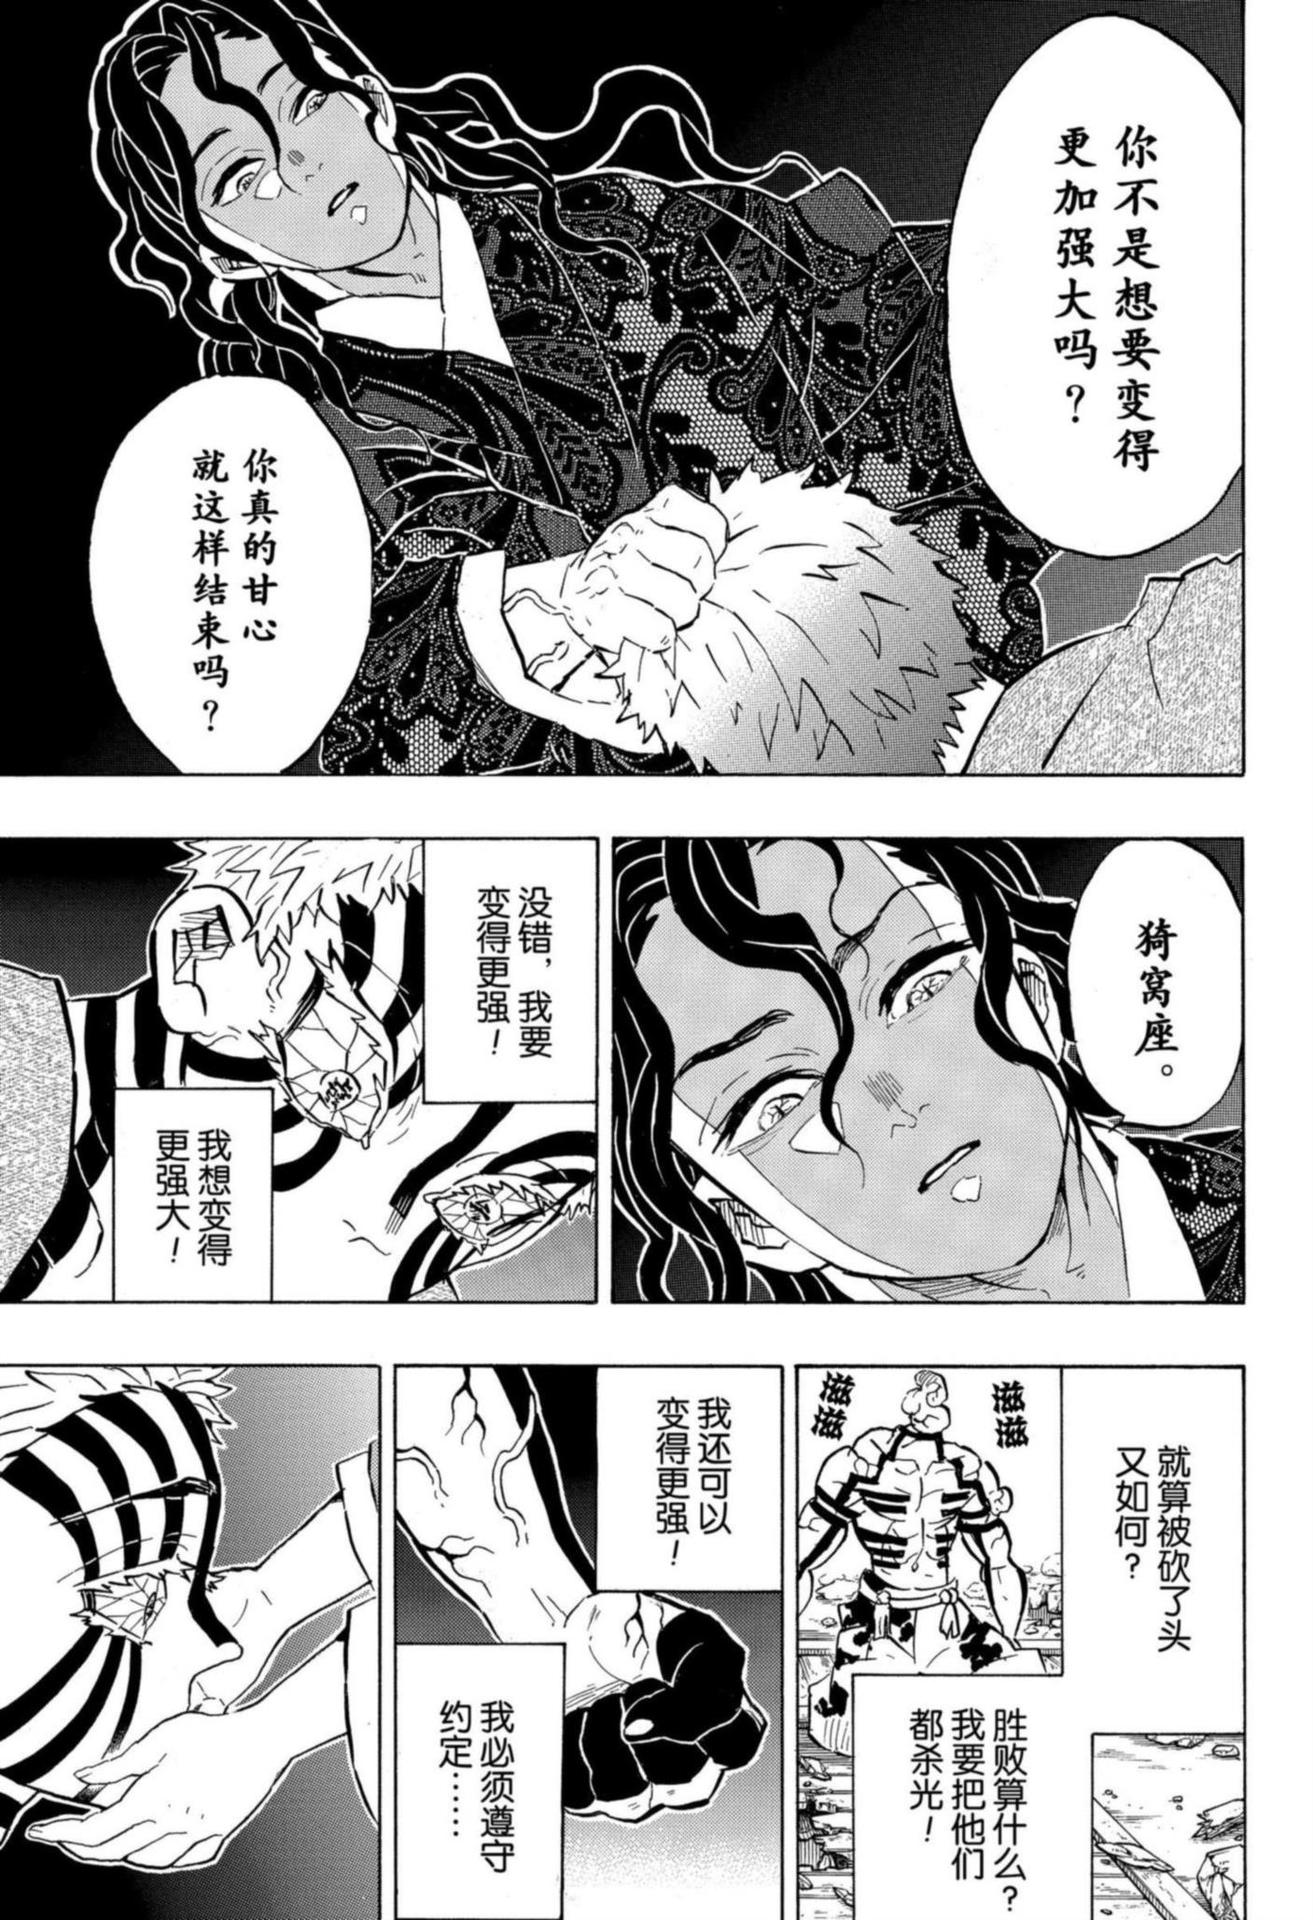 你不是想要变得
更加强大吗？
你真的甘心
就这样结束吗？
猗窝座。
没错，我要
变得更强！
我想变得
更强大！
就算被砍了头
又如何？
滋滋
滋滋
胜败算什么？
我要把他们
都杀光！
我还可以
变得更强！
我必须遵守
约定……